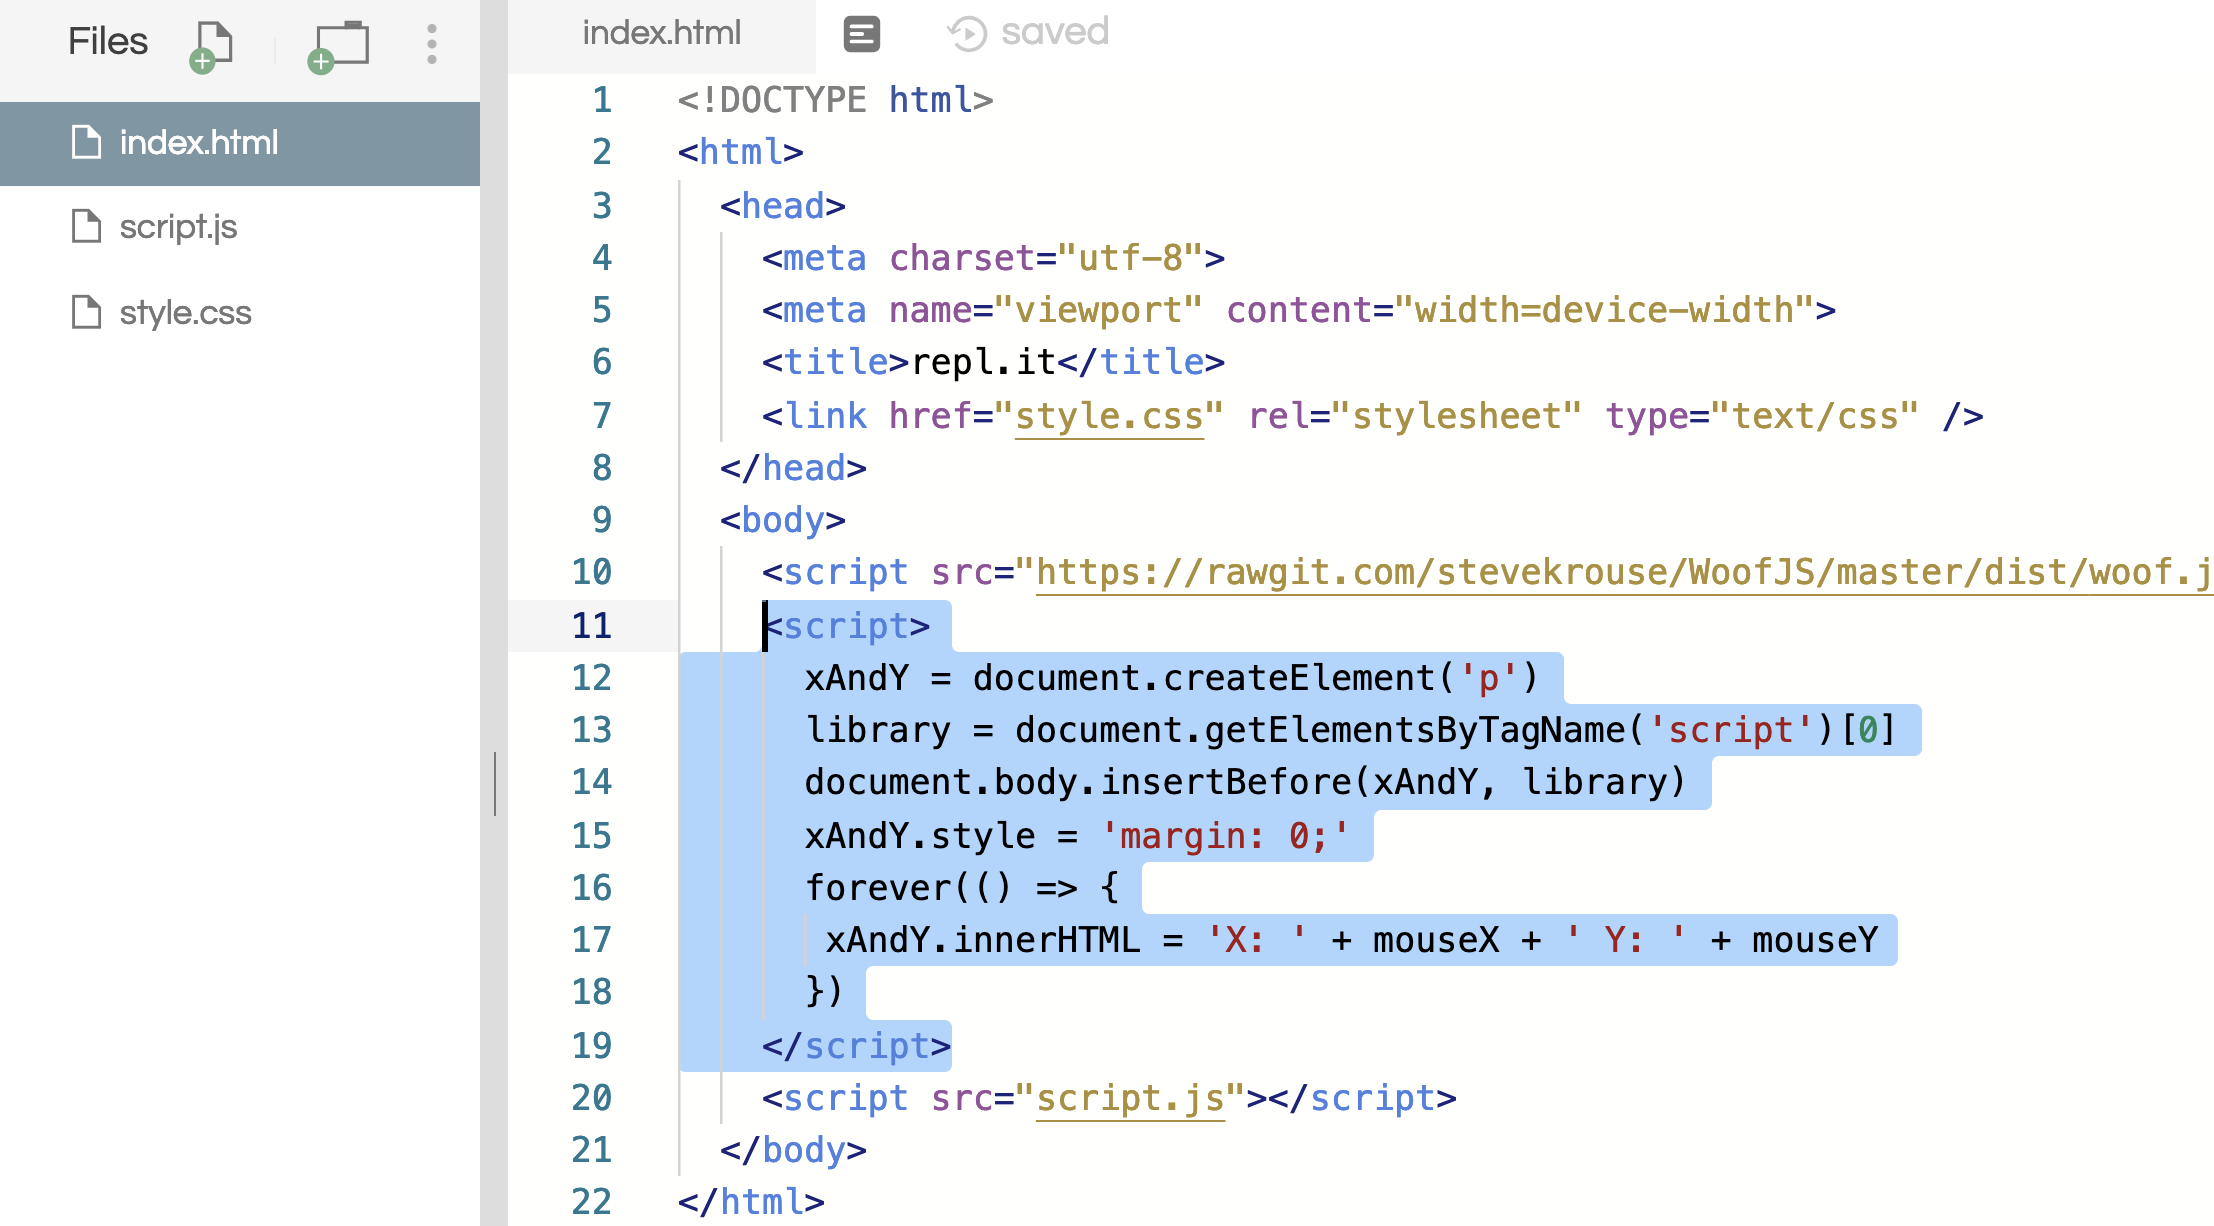 Files
index.html
script.js
style.css
index.html saved
1 <!DOCTYPE html>
2 <html>
3   <head>
4     <meta charset="utf-8">
5     <meta name="viewport" content="width=device-width">
6     <title>repl.it</title>
7     <link href="style.css" rel="stylesheet" type="text/css" />
8   </head>
9   <body>
10     <script src="https://rawgit.com/stevekrouse/WoofJS/master/dist/woof.j
11     <script>
12       xAndY = document.createElement('p')
13       library = document.getElementsByTagName('script')[0]
14       document.body.insertBefore(xAndY, library)
15       xAndY.style = 'margin: 0;'
16       forever(() => {
17        xAndY.innerHTML = 'X: ' + mouseX + ' Y: ' + mouseY
18       })
19     </script>
20     <script src="script.js"></script>
21   </body>
22 </html>